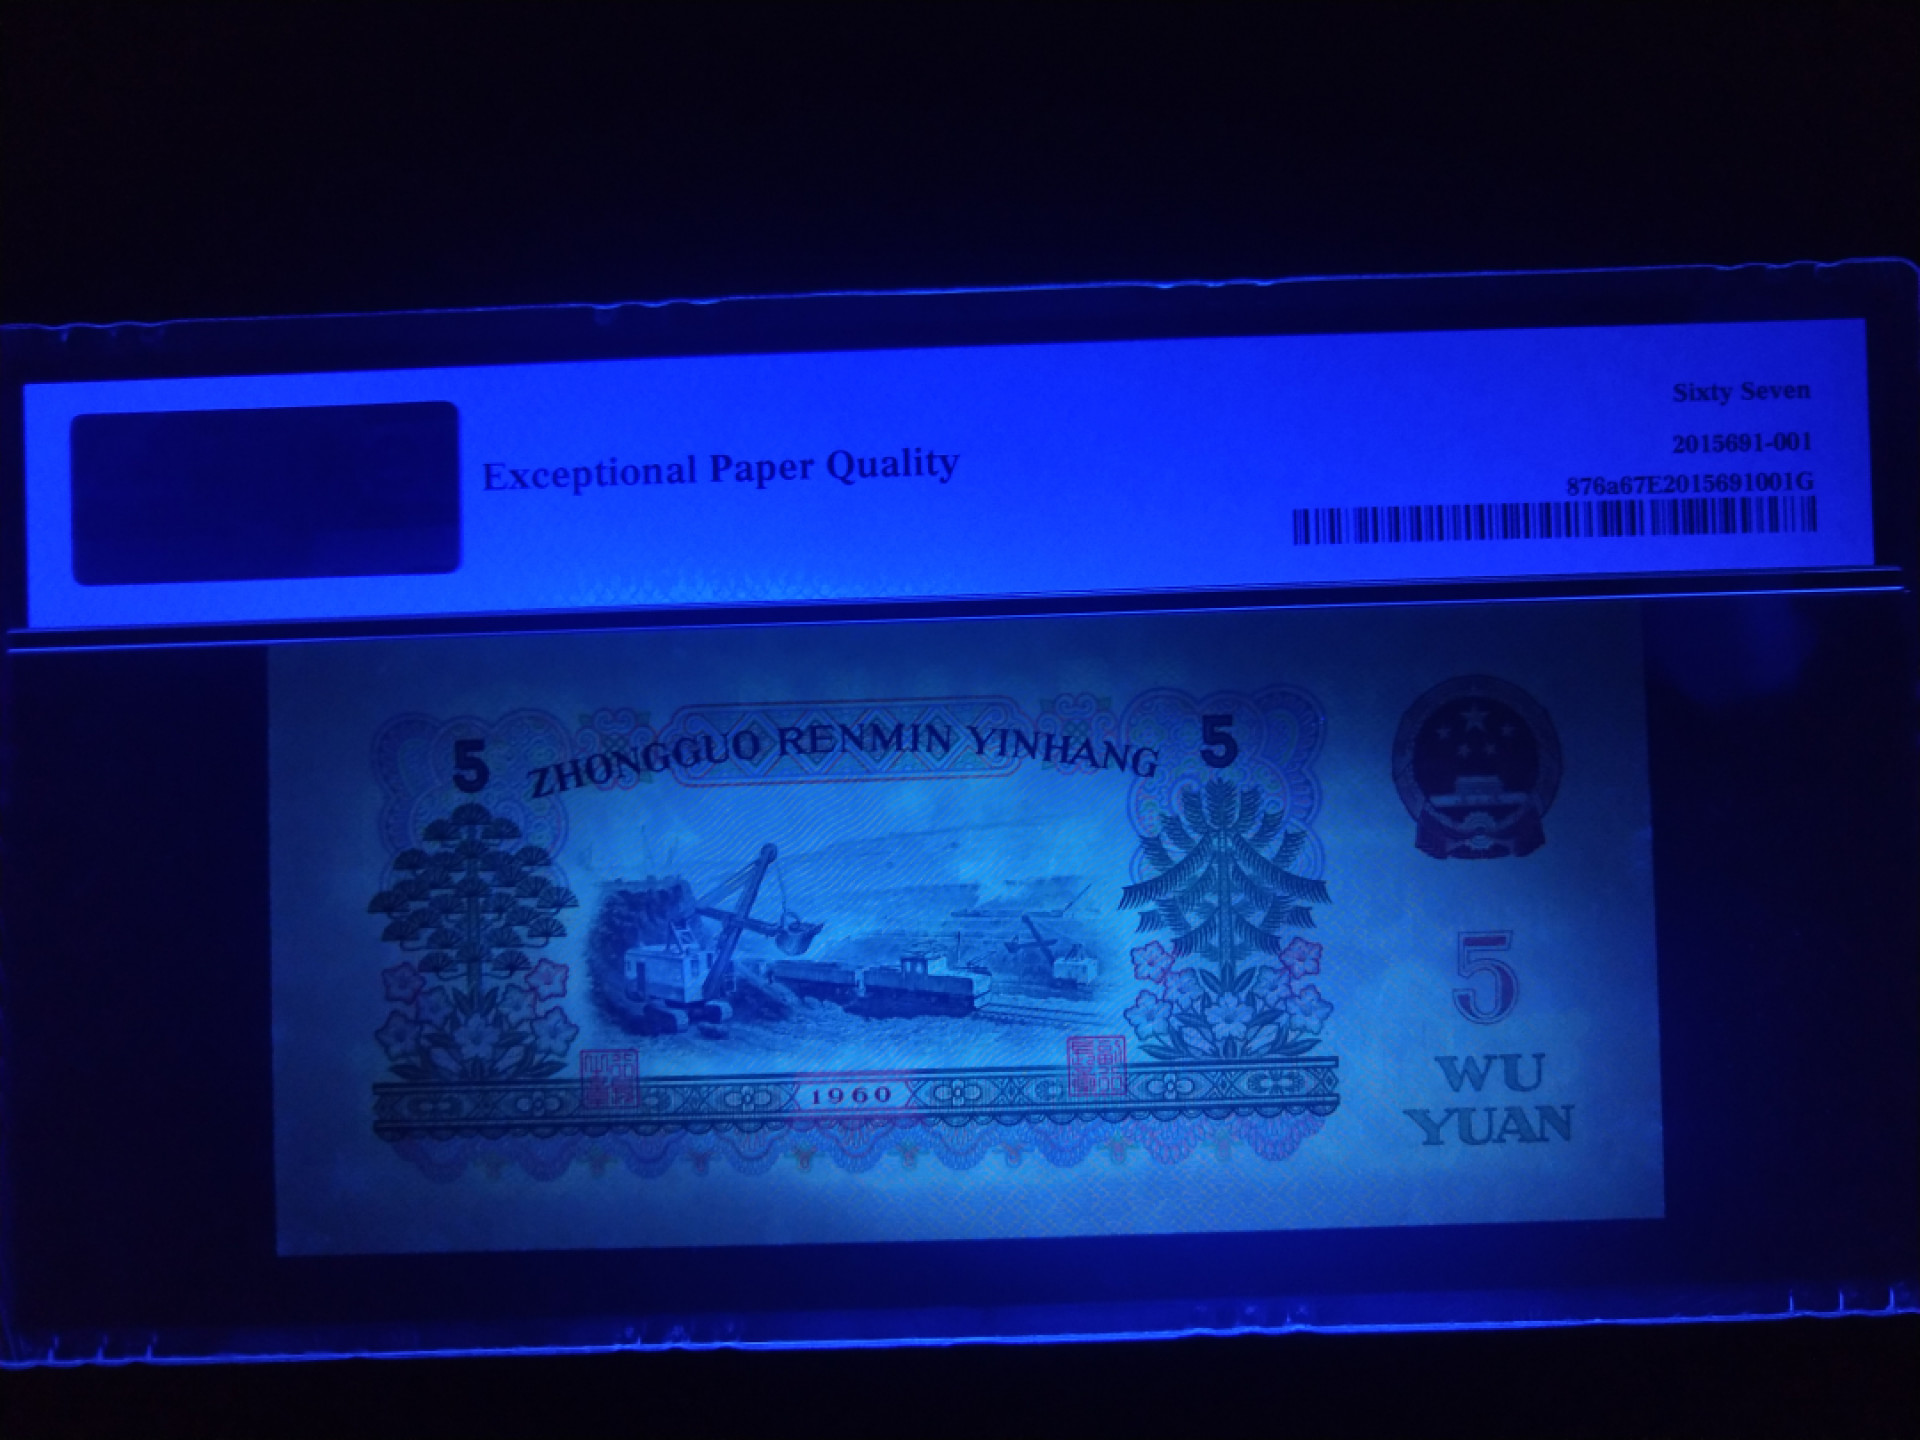 Exceptional Paper Quality
Sixty Seven
2015691-001
876a67E2015691001G
5 ZHONGGUO RENMIN YINHANG 5
1960
5
WU
YUAN